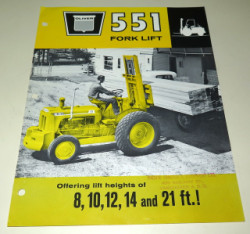 OLIVER
551
FORK LIFT
Offering lift heights of
8, 10, 12, 14 and 21 ft.!